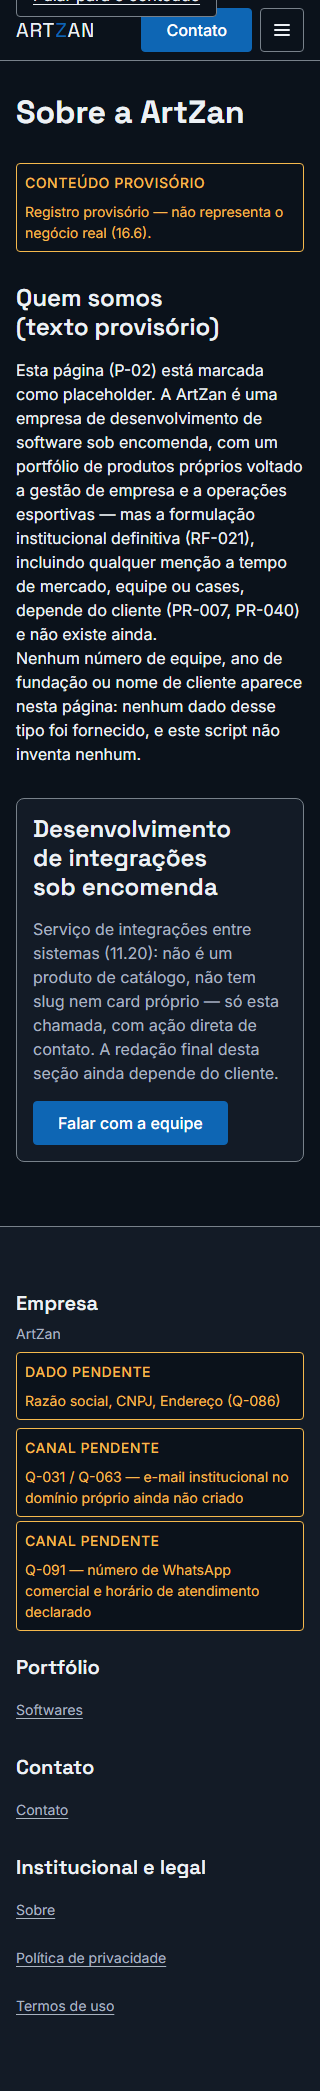 ARTZAN
Contato
Sobre a ArtZan
CONTEÚDO PROVISÓRIO
Registro provisório — não representa o
negócio real (16.6).
Quem somos
(texto provisório)
Esta página (P-02) está marcada
como placeholder. A ArtZan é uma
empresa de desenvolvimento de
software sob encomenda, com um
portfólio de produtos próprios voltado
a gestão de empresa e a operações
esportivas — mas a formulação
institucional definitiva (RF-021),
incluindo qualquer menção a tempo
de mercado, equipe ou cases,
depende do cliente (PR-007, PR-040)
e não existe ainda.
Nenhum número de equipe, ano de
fundação ou nome de cliente aparece
nesta página: nenhum dado desse
tipo foi fornecido, e este script não
inventa nenhum.
Desenvolvimento
de integrações
sob encomenda
Serviço de integrações entre
sistemas (11.20): não é um
produto de catálogo, não tem
slug nem card próprio — só esta
chamada, com ação direta de
contato. A redação final desta
seção ainda depende do cliente.
Falar com a equipe
Empresa
ArtZan
DADO PENDENTE
Razão social, CNPJ, Endereço (Q-086)
CANAL PENDENTE
Q-031 / Q-063 — e-mail institucional no
domínio próprio ainda não criado
CANAL PENDENTE
Q-091 — número de WhatsApp
comercial e horário de atendimento
declarado
Portfólio
Softwares
Contato
Contato
Institucional e legal
Sobre
Política de privacidade
Termos de uso